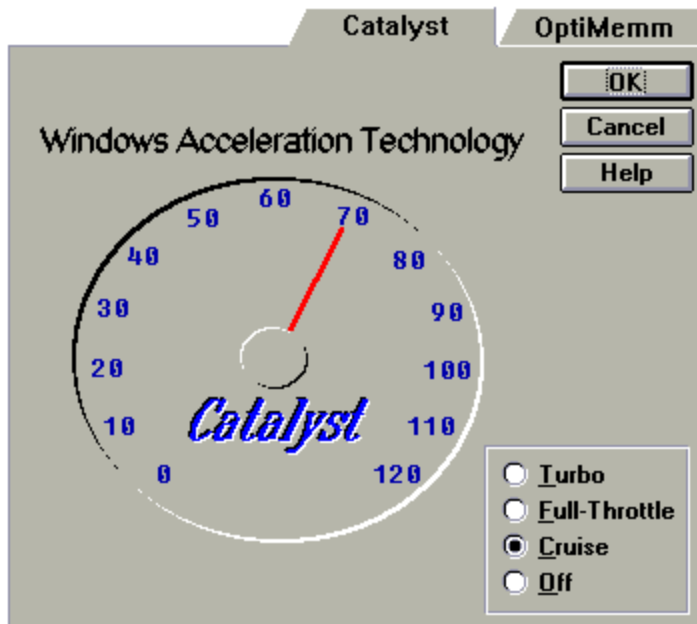 Catalyst
OptiMemm
OK
Cancel
Help
Windows Acceleration Technology
60
50
70
40
80
30
90
20
100
10
110
Catalyst
0
120
Turbo
Full-Throttle
Cruise
Off